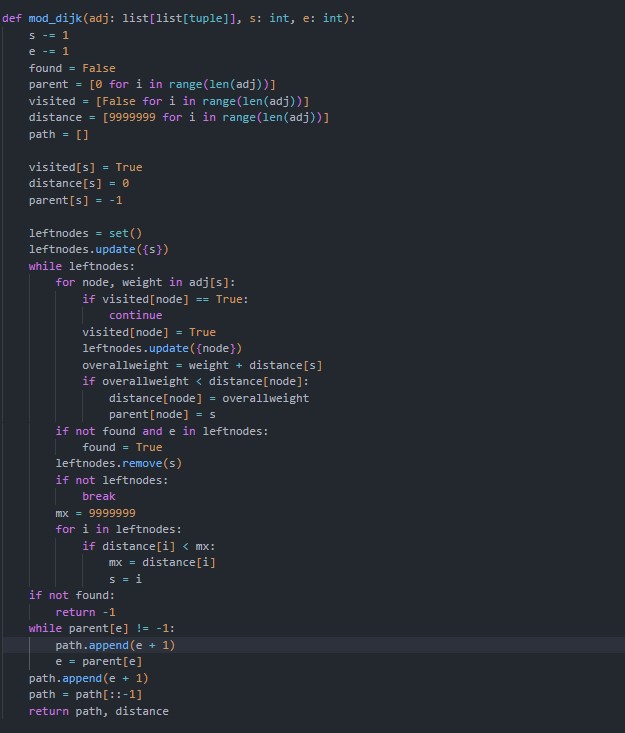 def mod_dijk(adj: list[list[tuple]], s: int, e: int):
    s -= 1
    e -= 1
    found = False
    parent = [0 for i in range(len(adj))]
    visited = [False for i in range(len(adj))]
    distance = [9999999 for i in range(len(adj))]
    path = []

    visited[s] = True
    distance[s] = 0
    parent[s] = -1

    leftnodes = set()
    leftnodes.update({s})
    while leftnodes:
        for node, weight in adj[s]:
            if visited[node] == True:
                continue
            visited[node] = True
            leftnodes.update({node})
            overallweight = weight + distance[s]
            if overallweight < distance[node]:
                distance[node] = overallweight
                parent[node] = s
        if not found and e in leftnodes:
            found = True
        leftnodes.remove(s)
        if not leftnodes:
            break
        mx = 9999999
        for i in leftnodes:
            if distance[i] < mx:
                mx = distance[i]
                s = i
    if not found:
        return -1
    while parent[e] != -1:
        path.append(e + 1)
        e = parent[e]
    path.append(e + 1)
    path = path[::-1]
    return path, distance